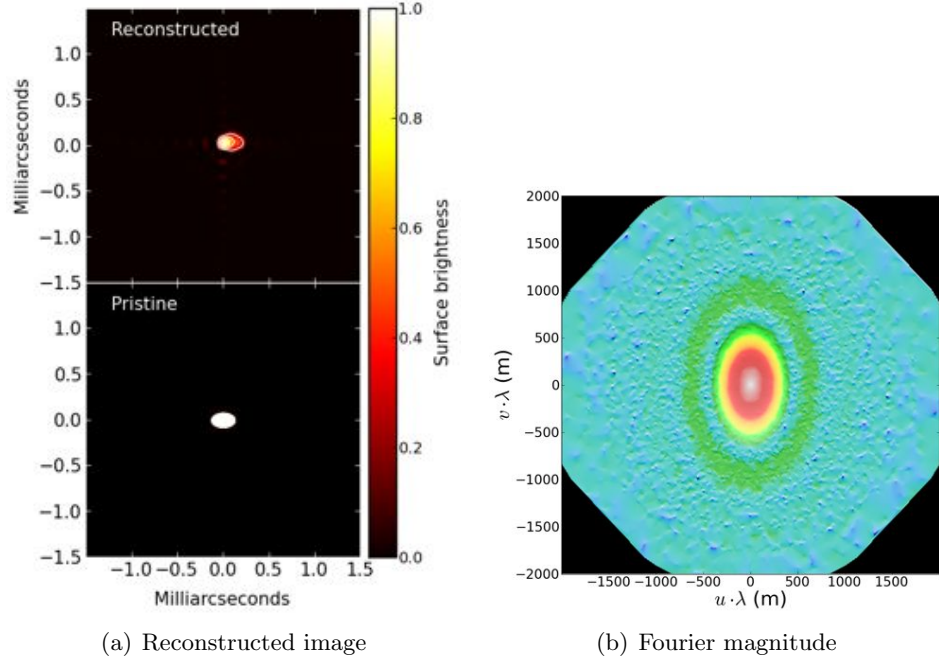 Reconstructed
1.0
0.5
0.0
−0.5
−1.0
−1.5
Milliarcseconds
Pristine
1.0
0.5
0.0
−0.5
−1.0
−1.5
−1.0 −0.5 0.0 0.5 1.0 1.5
Milliarcseconds
1.0
0.8
0.6
0.4
0.2
0.0
Surface brightness
2000
1500
1000
500
0
−500
−1000
−1500
−2000
v·λ (m)
−1500 −1000 −500 0 500 1000 1500
u·λ (m)
(a) Reconstructed image
(b) Fourier magnitude